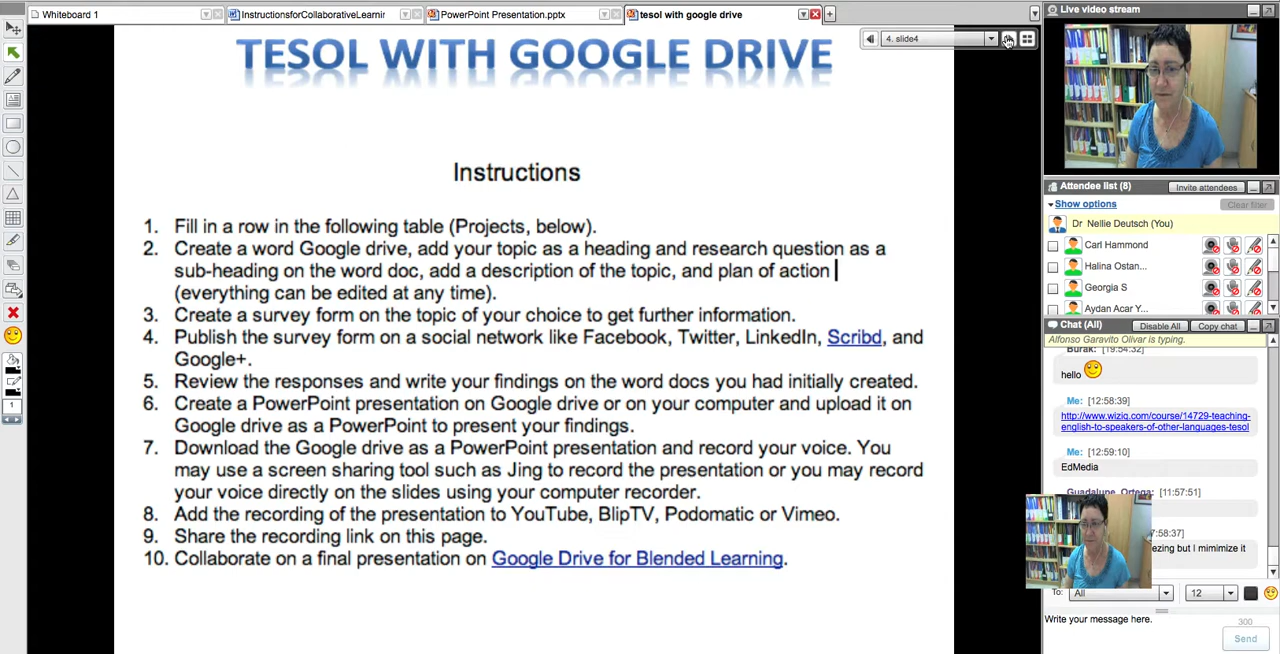 Whiteboard 1
InstructionsforCollaborativeLearnir
PowerPoint Presentation.pptx
tesol with google drive
4. slide4
TESOL WITH GOOGLE DRIVE
Instructions
1. Fill in a row in the following table (Projects, below).
2. Create a word Google drive, add your topic as a heading and research question as a
sub-heading on the word doc, add a description of the topic, and plan of action
(everything can be edited at any time).
3. Create a survey form on the topic of your choice to get further information.
4. Publish the survey form on a social network like Facebook, Twitter, LinkedIn, Scribd, and
Google+.
5. Review the responses and write your findings on the word docs you had initially created.
6. Create a PowerPoint presentation on Google drive or on your computer and upload it on
Google drive as a PowerPoint to present your findings.
7. Download the Google drive as a PowerPoint presentation and record your voice. You
may use a screen sharing tool such as Jing to record the presentation or you may record
your voice directly on the slides using your computer recorder.
8. Add the recording of the presentation to YouTube, BlipTV, Podomatic or Vimeo.
9. Share the recording link on this page.
10. Collaborate on a final presentation on Google Drive for Blended Learning.
1
Live video stream
Attendee list (8)
Invite attendees
Show options
Clear filter
Dr Nellie Deutsch (You)
Carl Hammond
Halina Ostan...
Georgia S
Aydan Acar Y...
Chat (All)
Disable All
Copy chat
Alfonso Garavito Olivar is typing.
Burak: [19:54:32]
hello
Me: [12:58:39]
http://www.wiziq.com/course/14729-teaching-
english-to-speakers-of-other-languages-tesol
Me: [12:59:10]
EdMedia
Guadalupe Ortega: [11:57:51]
7:58:37]
ezing but I mimimize it
To: All
12
Write your message here.
300
Send